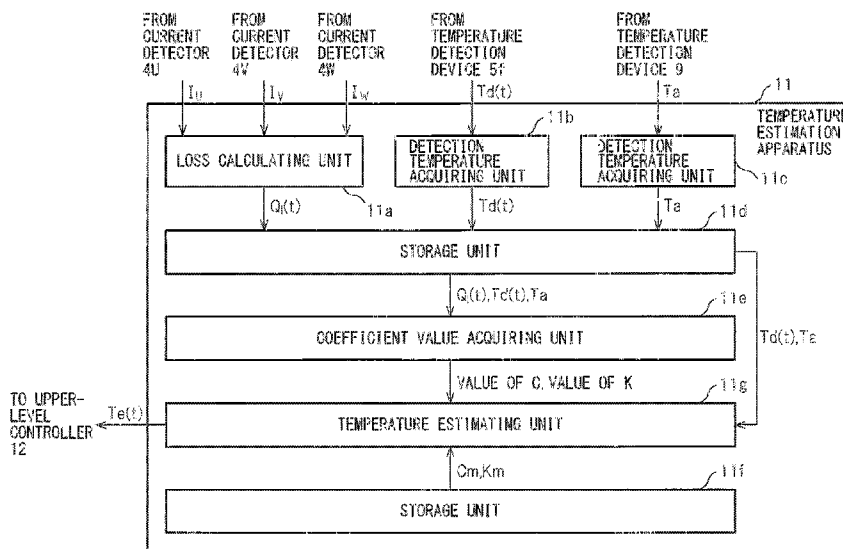 FROM
CURRENT
DETECTOR
4U
FROM
CURRENT
DETECTOR
4V
FROM
CURRENT
DETECTOR
4W
FROM
TEMPERATURE
DETECTION
DEVICE 5f
FROM
TEMPERATURE
DETECTION
DEVICE 9
IU
IV
IW
Td(t)
Ta
11
TEMPERATURE
ESTIMATION
APPARATUS
LOSS CALCULATING UNIT
11a
DETECTION
TEMPERATURE
ACQUIRING UNIT
11b
DETECTION
TEMPERATURE
ACQUIRING UNIT
11c
Qi(t)
Td(t)
Ta
11d
STORAGE UNIT
Qi(t),Td(t),Ta
11e
COEFFICIENT VALUE ACQUIRING UNIT
Td(t),Ta
VALUE OF C,VALUE OF K
11g
TEMPERATURE ESTIMATING UNIT
TO UPPER-
LEVEL
CONTROLLER
12
Te(t)
Cm,Km
11f
STORAGE UNIT